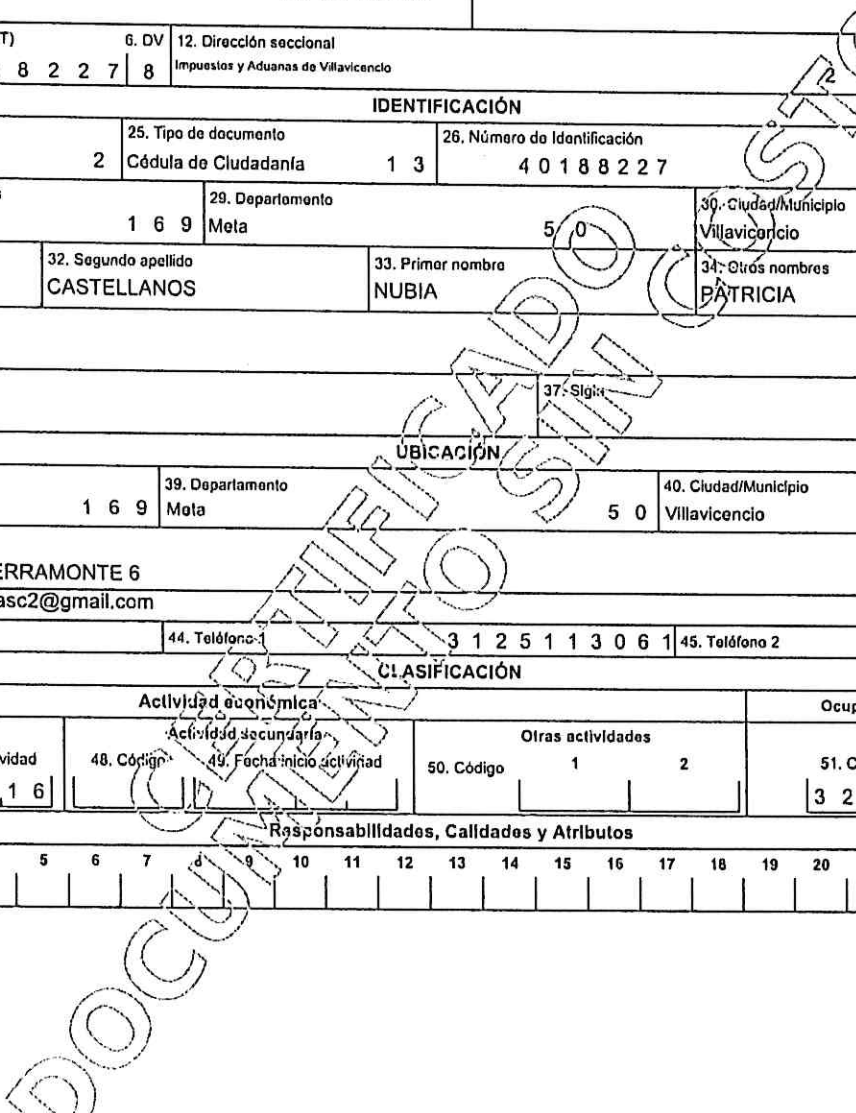 T) 6. DV 12. Dirección seccional
8 2 2 7 8 Impuestos y Aduanas de Villavicencio 2
IDENTIFICACIÓN
25. Tipo de documento 26. Número de Identificación
2 Cédula de Ciudadanía 1 3 4 0 1 8 8 2 2 7
29. Departamento 30. Ciudad/Municipio
1 6 9 Meta 5 0 Villavicencio
32. Segundo apellido 33. Primer nombre 34. Otros nombres
CASTELLANOS NUBIA PATRICIA
37. Sigla
UBICACIÓN
39. Departamento 40. Ciudad/Municipio
1 6 9 Meta 5 0 Villavicencio
ERRAMONTE 6
asc2@gmail.com
44. Teléfono 1 3 1 2 5 1 1 3 0 6 1 45. Teléfono 2
CLASIFICACIÓN
Actividad económica Ocup
Actividad secundaria Otras actividades
vidad 48. Código 49. Fecha inicio actividad 50. Código 1 2 51. C
1 6 3 2
Responsabilidades, Calidades y Atributos
5 6 7 8 9 10 11 12 13 14 15 16 17 18 19 20
CERTIFICADO
DOCUMENTO SIN COSTO